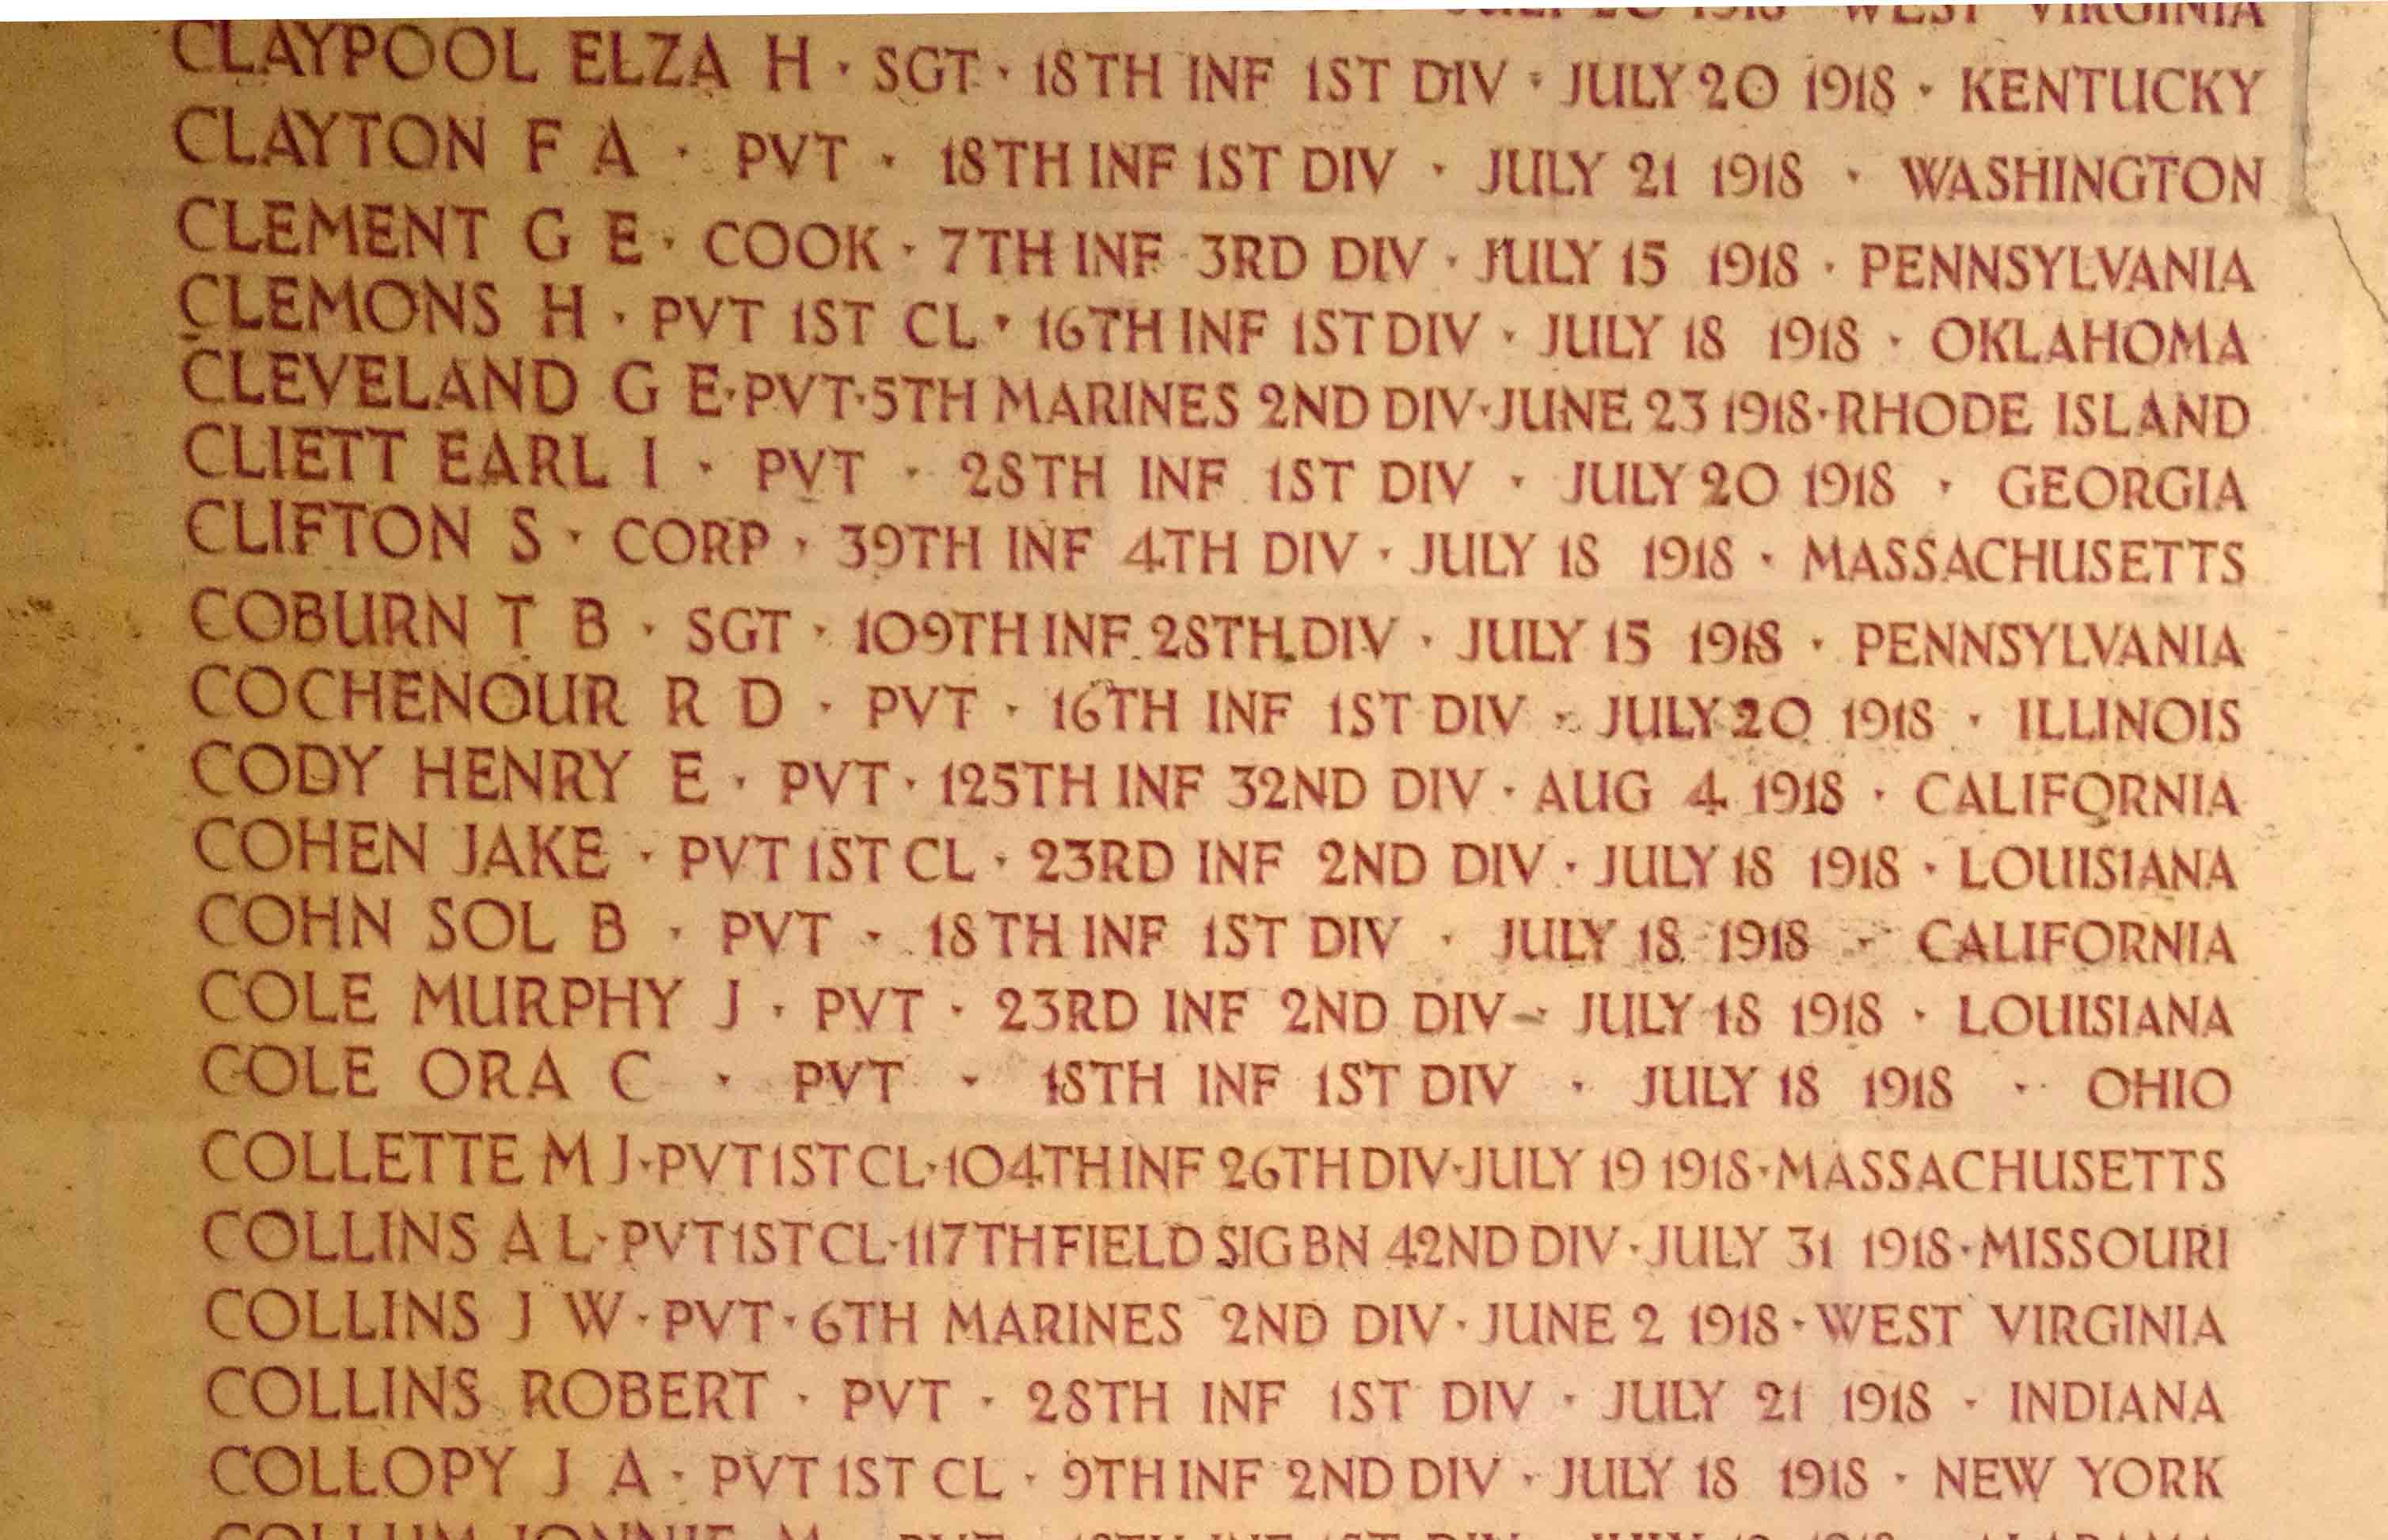 JULY 20 1918 WEST VIRGINIA
CLAYPOOL ELZA H · SGT · 18TH INF 1ST DIV · JULY 20 1918 · KENTUCKY
CLAYTON F A · PVT · 18TH INF 1ST DIV · JULY 21 1918 · WASHINGTON
CLEMENT G E · COOK · 7TH INF 3RD DIV · JULY 15 1918 · PENNSYLVANIA
CLEMONS H · PVT 1ST CL · 16TH INF 1ST DIV · JULY 18 1918 · OKLAHOMA
CLEVELAND G E · PVT · 5TH MARINES 2ND DIV · JUNE 23 1918 · RHODE ISLAND
CLIETT EARL I · PVT · 28TH INF 1ST DIV · JULY 20 1918 · GEORGIA
CLIFTON S · CORP · 39TH INF 4TH DIV · JULY 18 1918 · MASSACHUSETTS
COBURN T B · SGT · 109TH INF 28TH DIV · JULY 15 1918 · PENNSYLVANIA
COCHENOUR R D · PVT · 16TH INF 1ST DIV · JULY 20 1918 · ILLINOIS
CODY HENRY E · PVT · 125TH INF 32ND DIV · AUG 4 1918 · CALIFORNIA
COHEN JAKE · PVT 1ST CL · 23RD INF 2ND DIV · JULY 18 1918 · LOUISIANA
COHN SOL B · PVT · 18TH INF 1ST DIV · JULY 18 1918 · CALIFORNIA
COLE MURPHY J · PVT · 23RD INF 2ND DIV · JULY 18 1918 · LOUISIANA
COLE ORA C · PVT · 18TH INF 1ST DIV · JULY 18 1918 · OHIO
COLLETTE M J · PVT 1ST CL · 104TH INF 26TH DIV · JULY 19 1918 · MASSACHUSETTS
COLLINS A L · PVT 1ST CL · 117TH FIELD SIG BN 42ND DIV · JULY 31 1918 · MISSOURI
COLLINS J W · PVT · 6TH MARINES 2ND DIV · JUNE 2 1918 · WEST VIRGINIA
COLLINS ROBERT · PVT · 28TH INF 1ST DIV · JULY 21 1918 · INDIANA
COLLOPY J A · PVT 1ST CL · 9TH INF 2ND DIV · JULY 18 1918 · NEW YORK